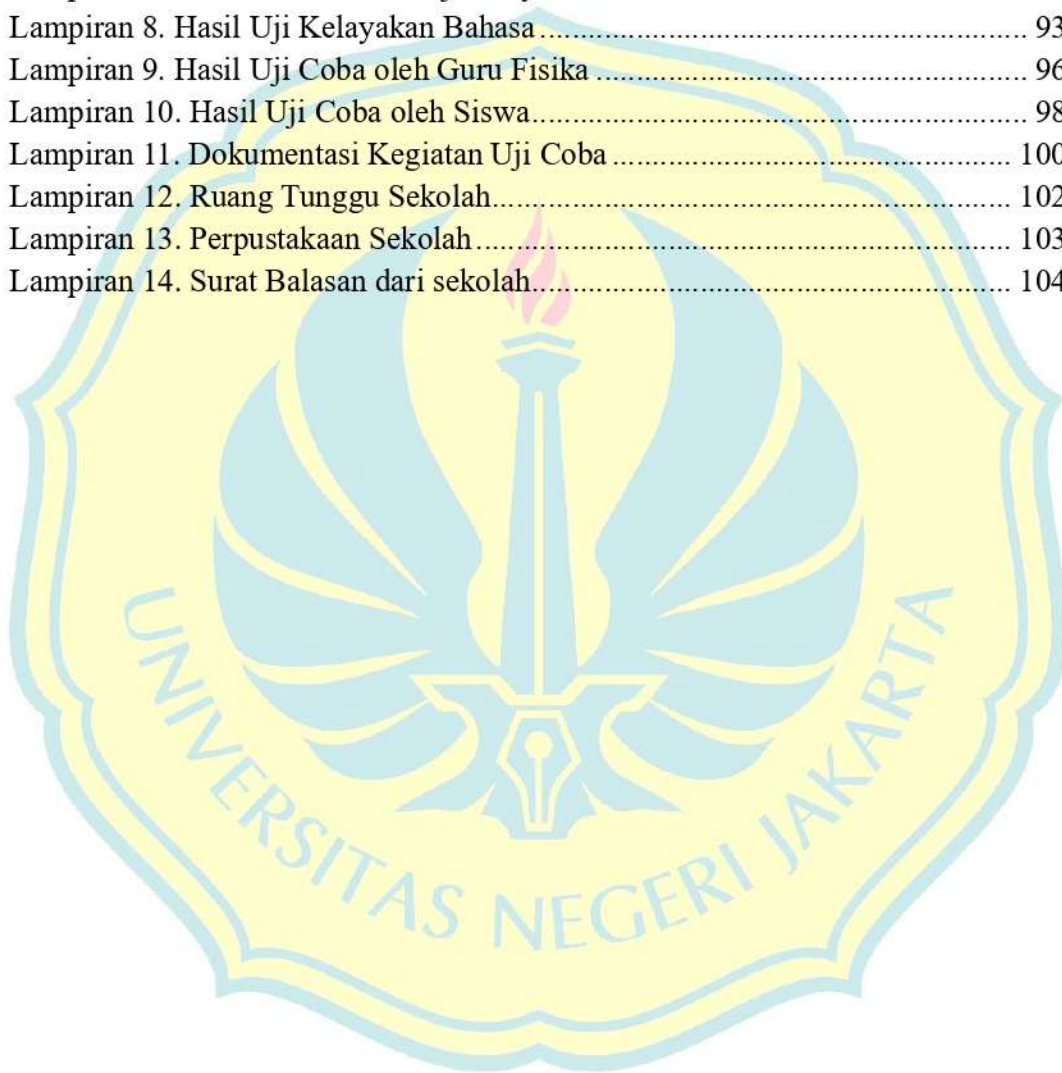 Lampiran 8. Hasil Uji Kelayakan Bahasa ........................................................................ 93
Lampiran 9. Hasil Uji Coba oleh Guru Fisika ................................................................ 96
Lampiran 10. Hasil Uji Coba oleh Siswa......................................................................... 98
Lampiran 11. Dokumentasi Kegiatan Uji Coba ............................................................ 100
Lampiran 12. Ruang Tunggu Sekolah............................................................................ 102
Lampiran 13. Perpustakaan Sekolah .............................................................................. 103
Lampiran 14. Surat Balasan dari sekolah....................................................................... 104
UNIVERSITAS NEGERI JAKARTA